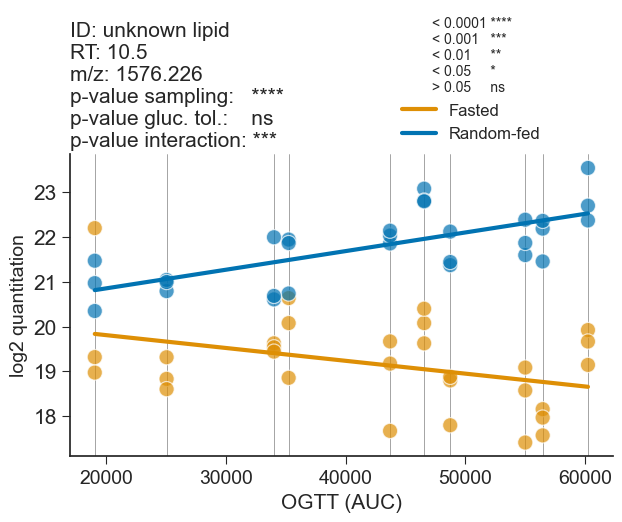 ID: unknown lipid
RT: 10.5
m/z: 1576.226
p-value sampling: ****
p-value gluc. tol.: ns
p-value interaction: ***
< 0.0001 ****
< 0.001 ***
< 0.01 **
< 0.05 *
> 0.05 ns
Fasted
Random-fed
23
22
21
20
19
18
log2 quantitation
20000 30000 40000 50000 60000
OGTT (AUC)